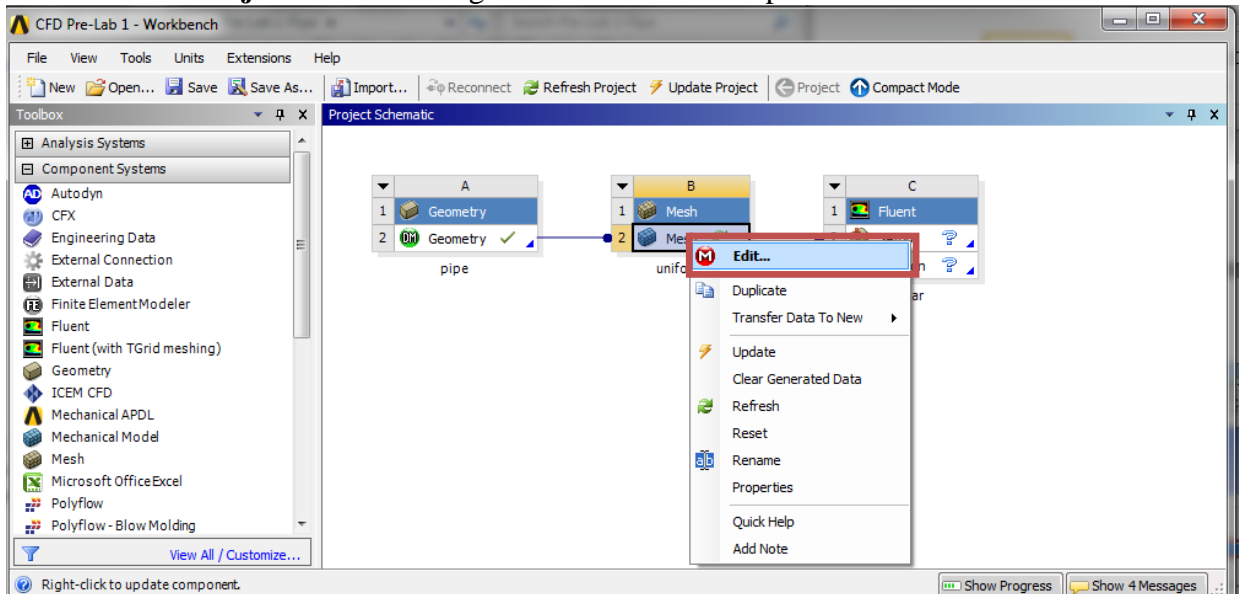 CFD Pre-Lab 1 - Workbench
File View Tools Units Extensions Help
New Open... Save Save As... Import... Reconnect Refresh Project Update Project Project Compact Mode
Toolbox
Project Schematic
Analysis Systems
Component Systems
Autodyn
CFX
Engineering Data
External Connection
External Data
Finite Element Modeler
Fluent
Fluent (with TGrid meshing)
Geometry
ICEM CFD
Mechanical APDL
Mechanical Model
Mesh
Microsoft Office Excel
Polyflow
Polyflow - Blow Molding
View All / Customize...
A
1 Geometry
2 DM Geometry
pipe
B
1 Mesh
2
C
1 Fluent
Edit...
Duplicate
Transfer Data To New
Update
Clear Generated Data
Refresh
Reset
Rename
Properties
Quick Help
Add Note
Right-click to update component.
Show Progress
Show 4 Messages